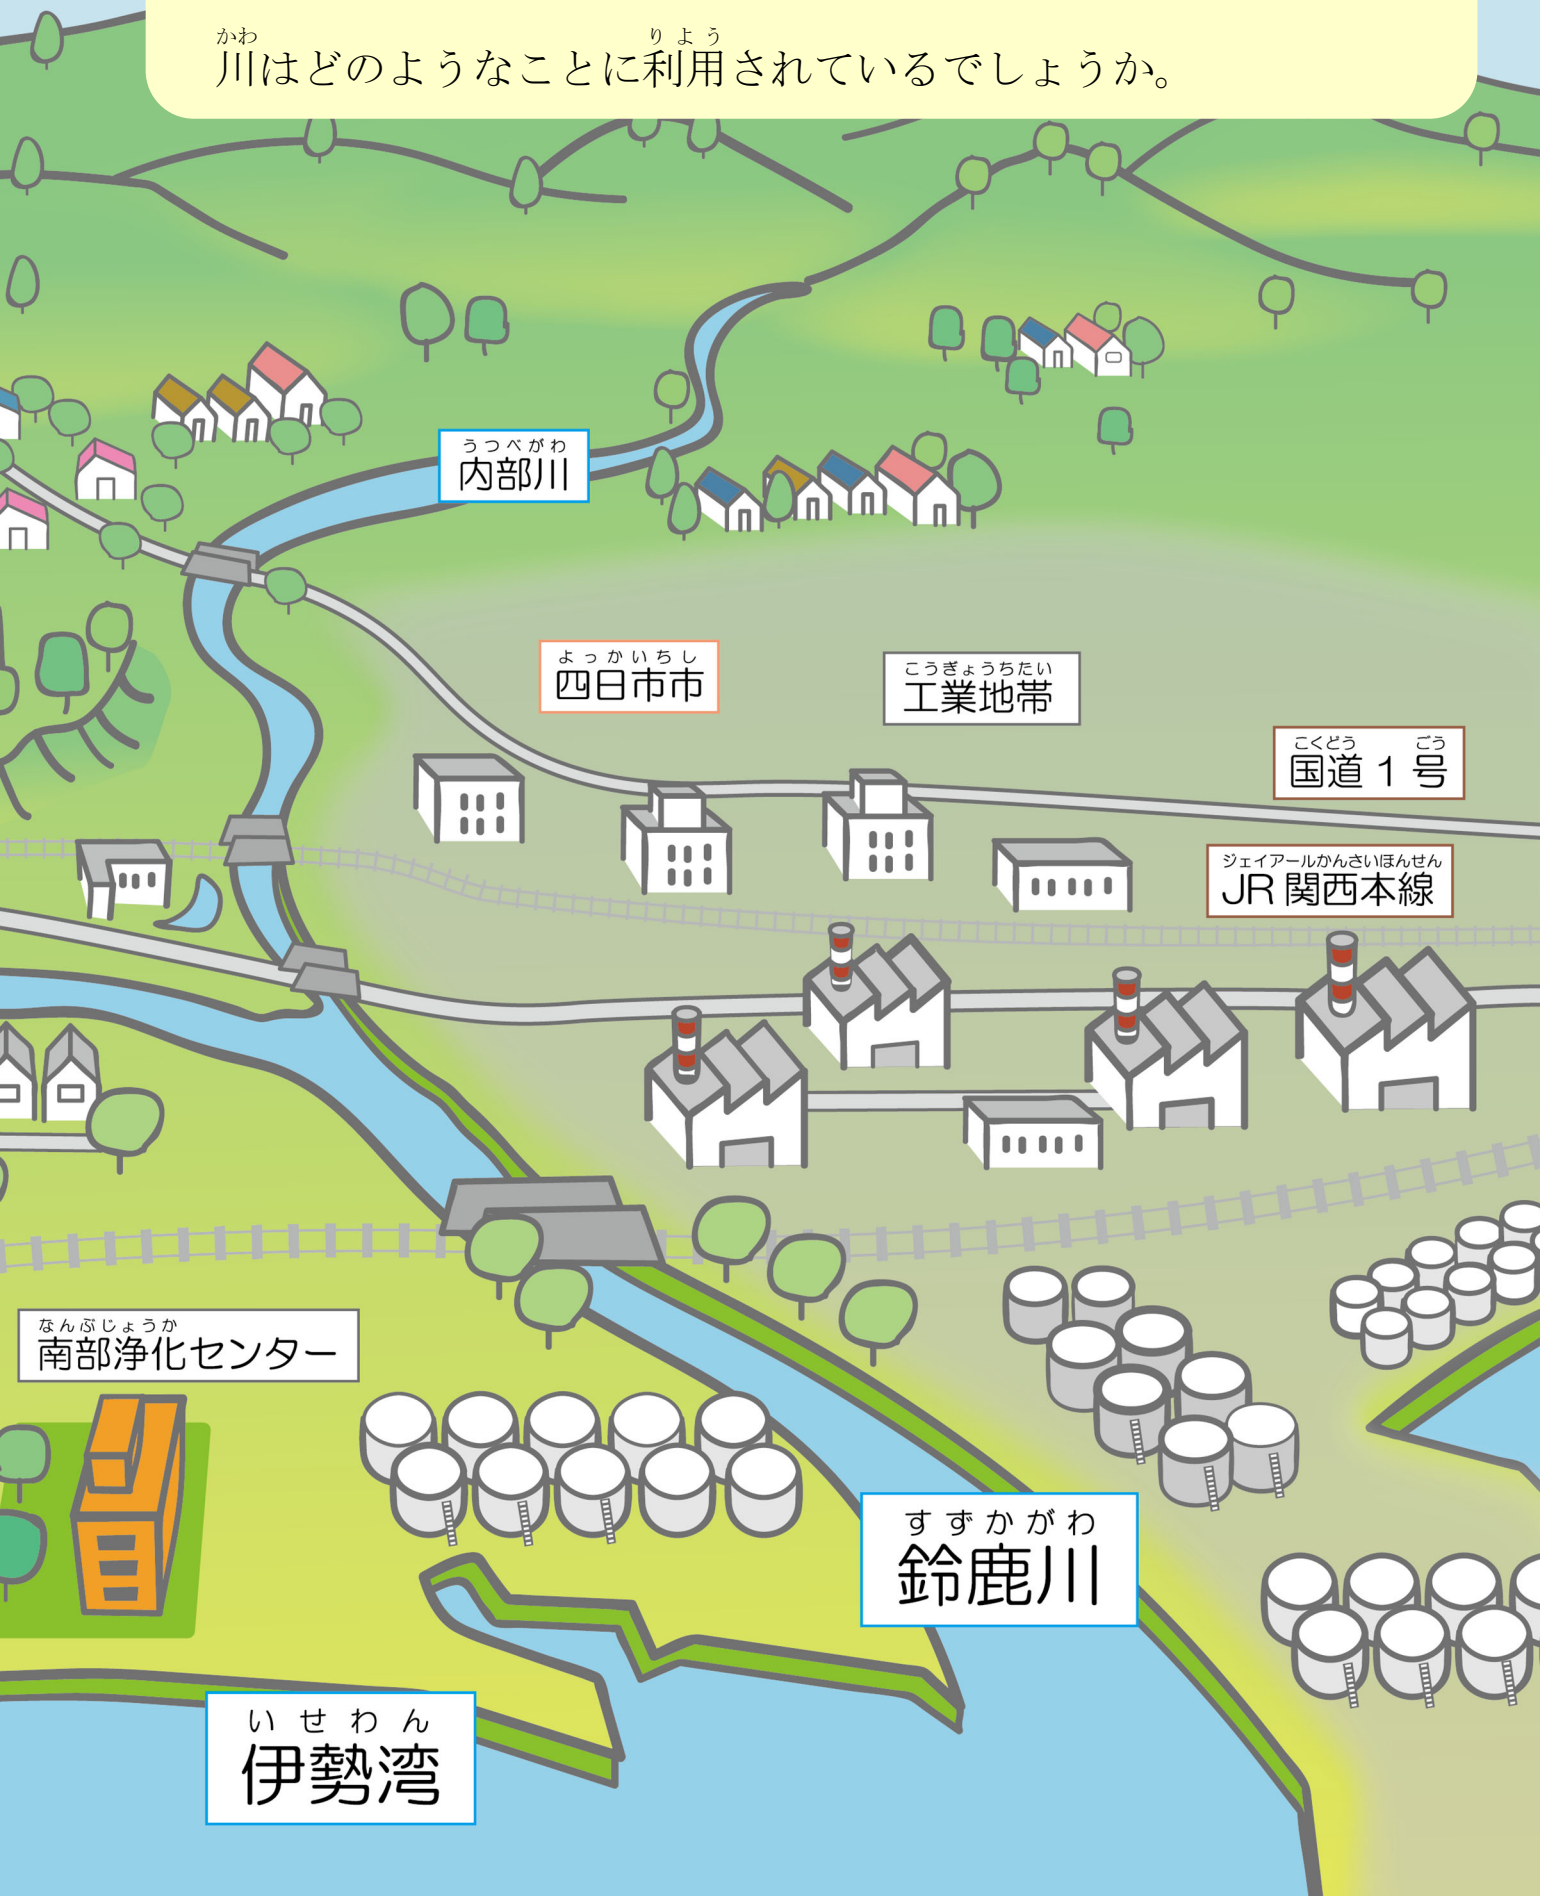 かわ りよう
川はどのようなことに利用されているでしょうか。
うつべがわ
内部川
よっかいちし
四日市市
こうぎょうちたい
工業地帯
こくどう ごう
国道1号
ジェイアールかんさいほんせん
JR関西本線
なんぶじょうか
南部浄化センター
すずかがわ
鈴鹿川
いせわん
伊勢湾